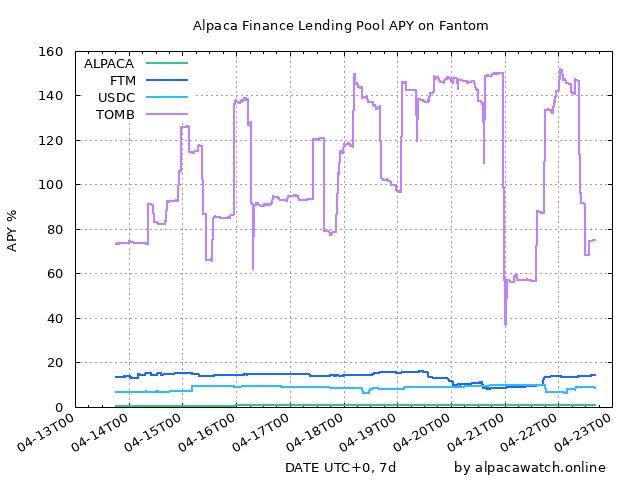 Alpaca Finance Lending Pool APY on Fantom
160
140
120
100
80
60
40
20
0
APY %
ALPACA
FTM
USDC
TOMB
04-13T00
04-14T00
04-15T00
04-16T00
04-17T00
04-18T00
04-19T00
04-20T00
04-21T00
04-22T00
04-23T00
DATE UTC+0, 7d
by alpacawatch.online